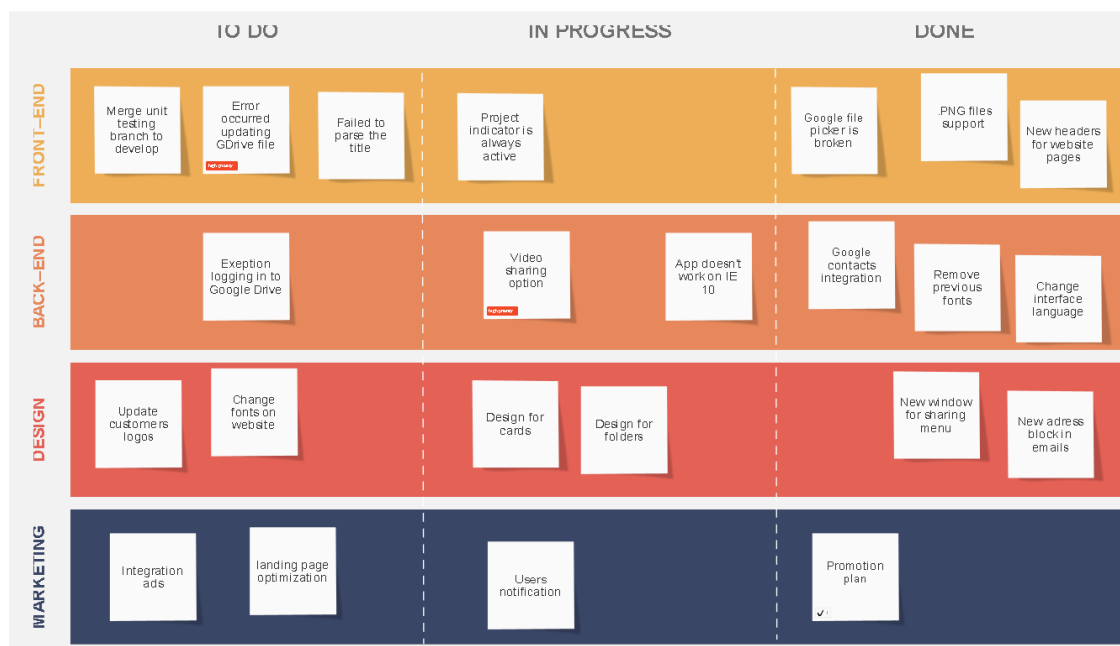 TO DO
IN PROGRESS
DONE
FRONT-END
Merge unit
testing
branch to
develop
Error
occurred
updating
GDrive file
high priority
Failed to
parse the
title
Project
indicator is
always
active
Google file
picker is
broken
.PNG files
support
New headers
for website
pages
BACK-END
Exeption
logging in to
Google Drive
Video
sharing
option
high priority
App doesn't
work on IE
10
Google
contacts
integration
Remove
previous
fonts
Change
interface
language
DESIGN
Update
customers
logos
Change
fonts on
website
Design for
cards
Design for
folders
New window
for sharing
menu
New adress
block in
emails
MARKETING
Integration
ads
landing page
optimization
Users
notification
Promotion
plan